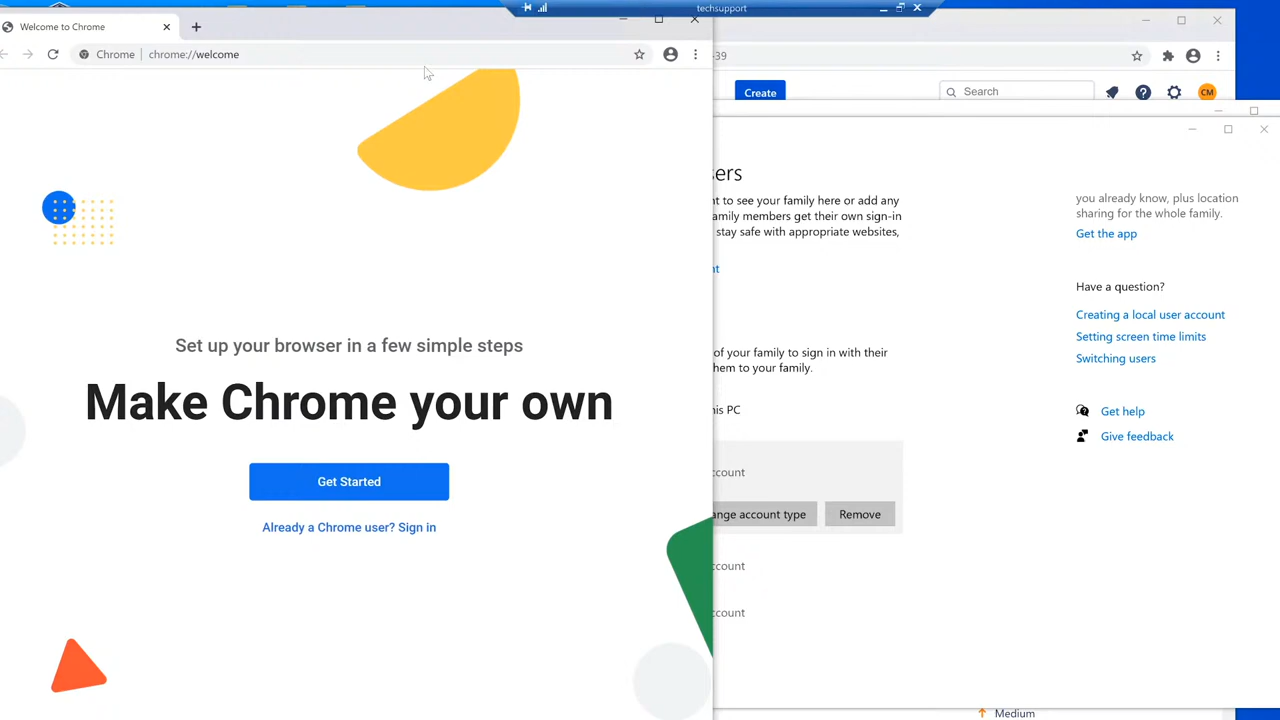 techsupport
Welcome to Chrome
Chrome
chrome://welcome
39
Create
Search
CM
Set up your browser in a few simple steps
Make Chrome your own
Get Started
Already a Chrome user? Sign in
sers
nt to see your family here or add any
family members get their own sign-in
stay safe with appropriate websites,
nt
of your family to sign in with their
hem to your family.
his PC
ccount
ange account type
Remove
ccount
ccount
you already know, plus location
sharing for the whole family.
Get the app
Have a question?
Creating a local user account
Setting screen time limits
Switching users
Get help
Give feedback
Medium